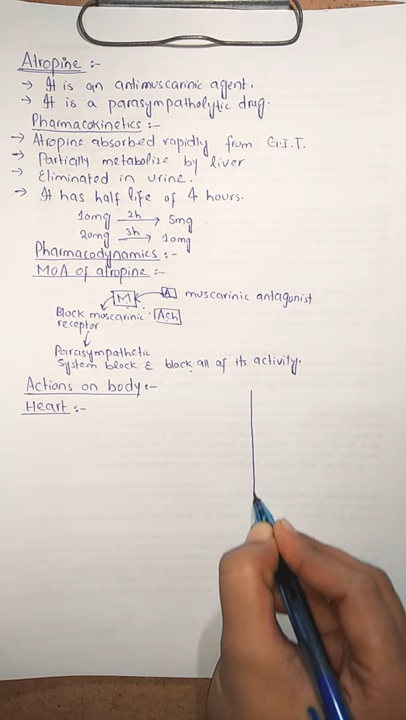 Atropine :-
→ It is an antimuscarinic agent.
→ It is a parasympatholytic drug.
Pharmacokinetics :-
→ Atropine absorbed rapidly from G.I.T.
→ Partially metabolize by liver
→ Eliminated in urine.
→ It has half life of 4 hours.
10mg 2h → 5mg
20mg 3h → 10mg
Pharmacodynamics :-
MOA of atropine :-
M ← A muscarinic antagonist
Block muscarinic receptor Ach
↓
Parasympathetic
System block & block all of its activity.
Actions on body :-
Heart :-